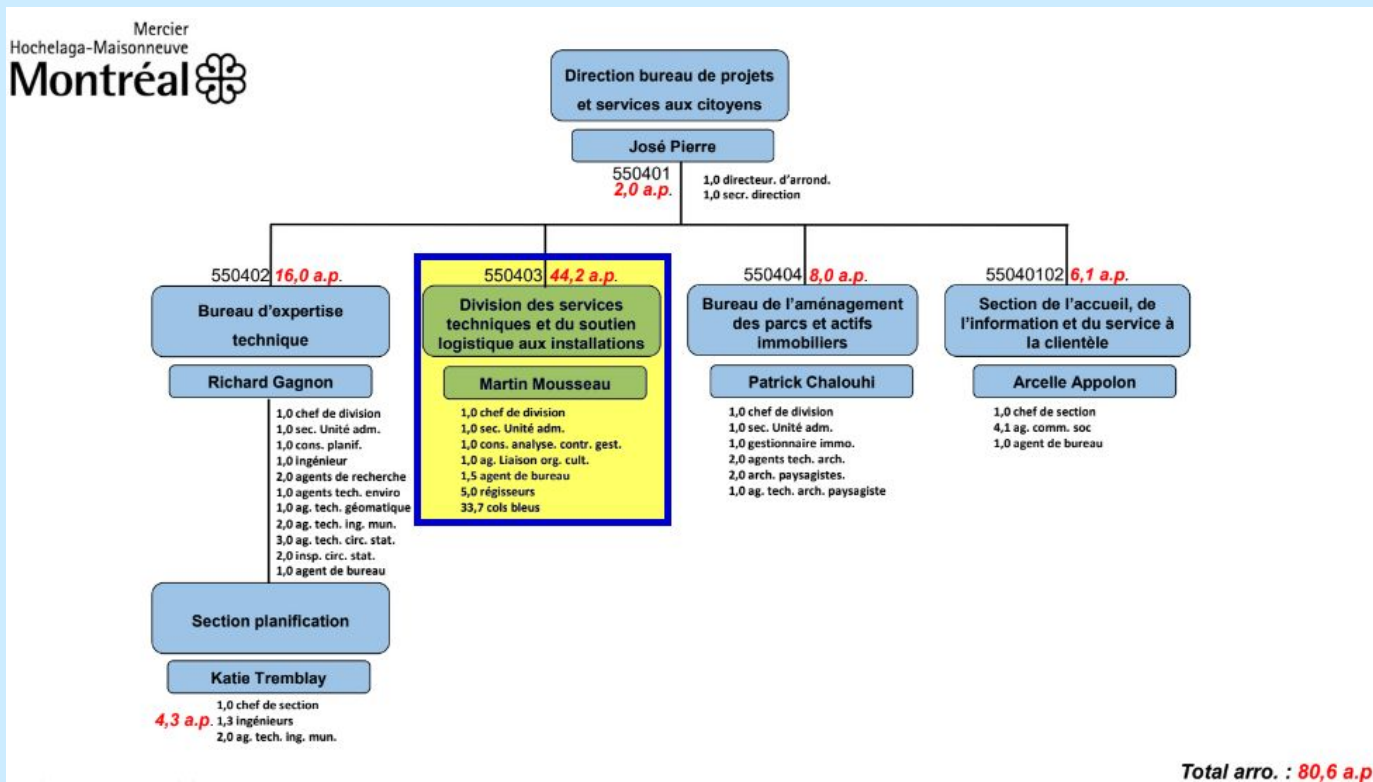 Mercier
Hochelaga-Maisonneuve
Montréal
Direction bureau de projets
et services aux citoyens
José Pierre
550401
2,0 a.p.
1,0 directeur. d'arrond.
1,0 secr. direction
550402 16,0 a.p.
Bureau d'expertise
technique
Richard Gagnon
1,0 chef de division
1,0 sec. Unité adm.
1,0 cons. planif.
1,0 ingénieur
2,0 agents de recherche
1,0 agents tech. enviro
1,0 ag. tech. géomatique
2,0 ag. tech. ing. mun.
3,0 ag. tech. circ. stat.
2,0 insp. circ. stat.
1,0 agent de bureau
Section planification
Katie Tremblay
4,3 a.p.
1,0 chef de section
1,3 ingénieurs
2,0 ag. tech. ing. mun.
550403 44,2 a.p.
Division des services
techniques et du soutien
logistique aux installations
Martin Mousseau
1,0 chef de division
1,0 sec. Unité adm.
1,0 cons. analyse. contr. gest.
1,0 ag. Liaison org. cult.
1,5 agent de bureau
5,0 régisseurs
33,7 cols bleus
550404 8,0 a.p.
Bureau de l'aménagement
des parcs et actifs
immobiliers
Patrick Chalouhi
1,0 chef de division
1,0 sec. Unité adm.
1,0 gestionnaire immo.
2,0 agents tech. arch.
2,0 arch. paysagistes.
1,0 ag. tech. arch. paysagiste
55040102 6,1 a.p.
Section de l'accueil, de
l'information et du service à
la clientèle
Arcelle Appolon
1,0 chef de section
4,1 ag. comm. soc
1,0 agent de bureau
Total arro. : 80,6 a.p